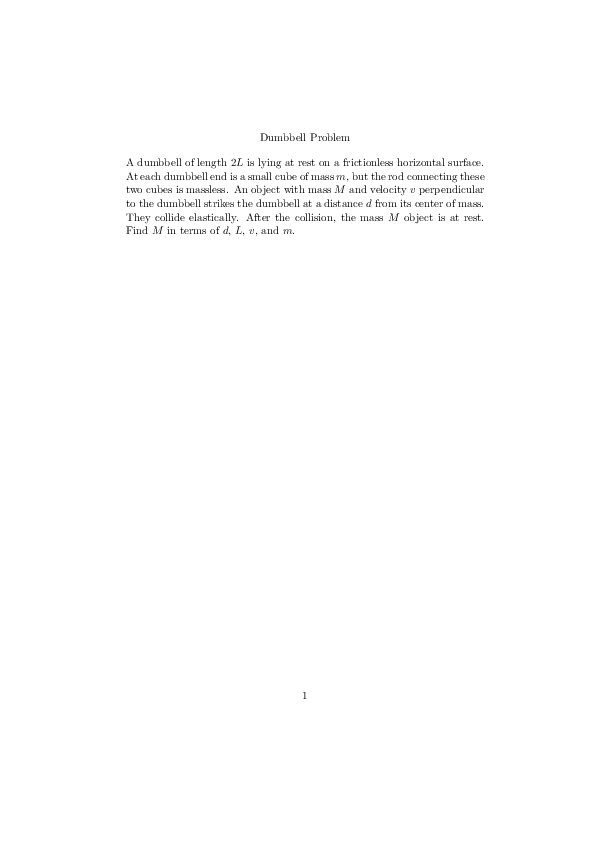 Dumbbell Problem
A dumbbell of length 2L is lying at rest on a frictionless horizontal surface.
At each dumbbell end is a small cube of mass m, but the rod connecting these
two cubes is massless. An object with mass M and velocity v perpendicular
to the dumbbell strikes the dumbbell at a distance d from its center of mass.
They collide elastically. After the collision, the mass M object is at rest.
Find M in terms of d, L, v, and m.
1